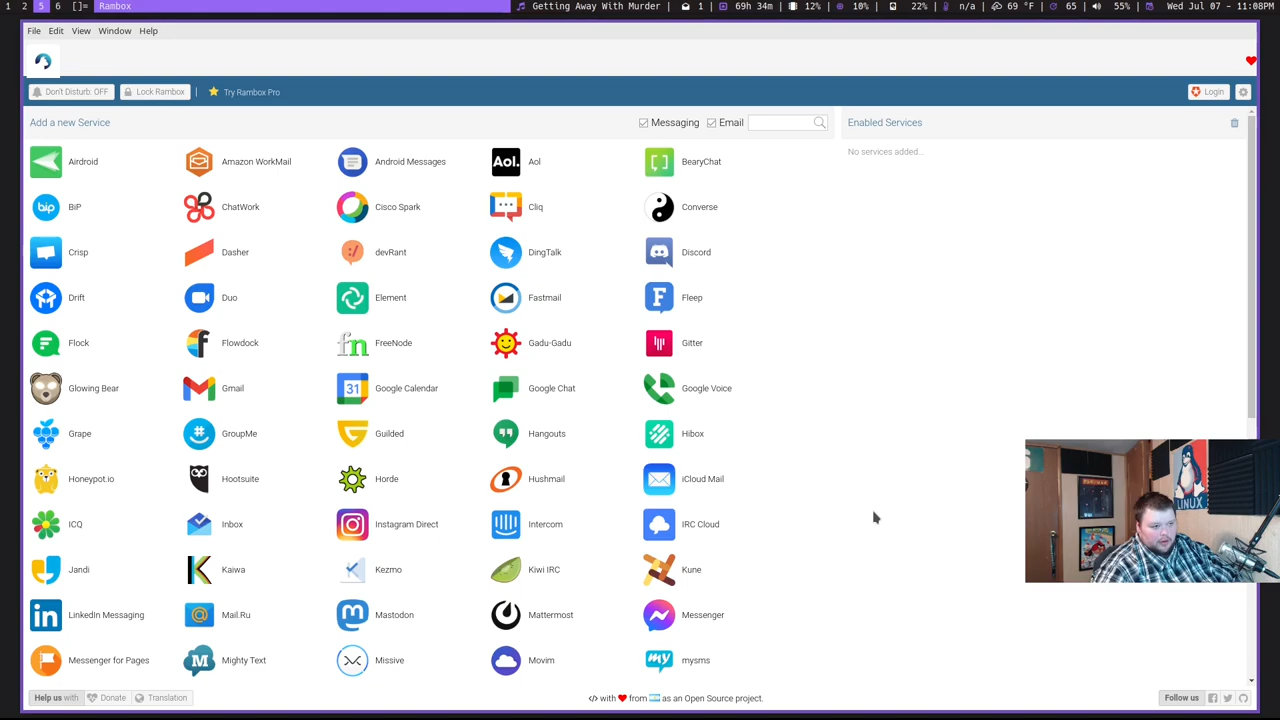 1 2 5 6 []= Rambox Getting Away With Murder 1 69h 34m 12% 10% 22% n/a 69 °F 65 55% Wed Jul 07 - 11:08PM
File Edit View Window Help
Don't Disturb: OFF Lock Rambox | Try Rambox Pro Login
Add a new Service Messaging Email Enabled Services
No services added...
Airdroid Amazon WorkMail Android Messages Aol. Aol BearyChat
bip BiP ChatWork Cisco Spark Cliq Converse
Crisp Dasher devRant DingTalk Discord
Drift Duo Element Fastmail Fleep
Flock Flowdock fn FreeNode Gadu-Gadu Gitter
Glowing Bear Gmail 31 Google Calendar Google Chat Google Voice
Grape GroupMe Guilded Hangouts Hibox
Honeypot.io Hootsuite Horde Hushmail iCloud Mail
ICQ Inbox Instagram Direct Intercom IRC Cloud
Jandi Kaiwa Kezmo Kiwi IRC Kune
in LinkedIn Messaging Mail.Ru Mastodon Mattermost Messenger
Messenger for Pages Mighty Text Missive Movim my mysms
LINUX
Help us with Donate Translation </> with ❤ from 🇦🇷 as an Open Source project. Follow us